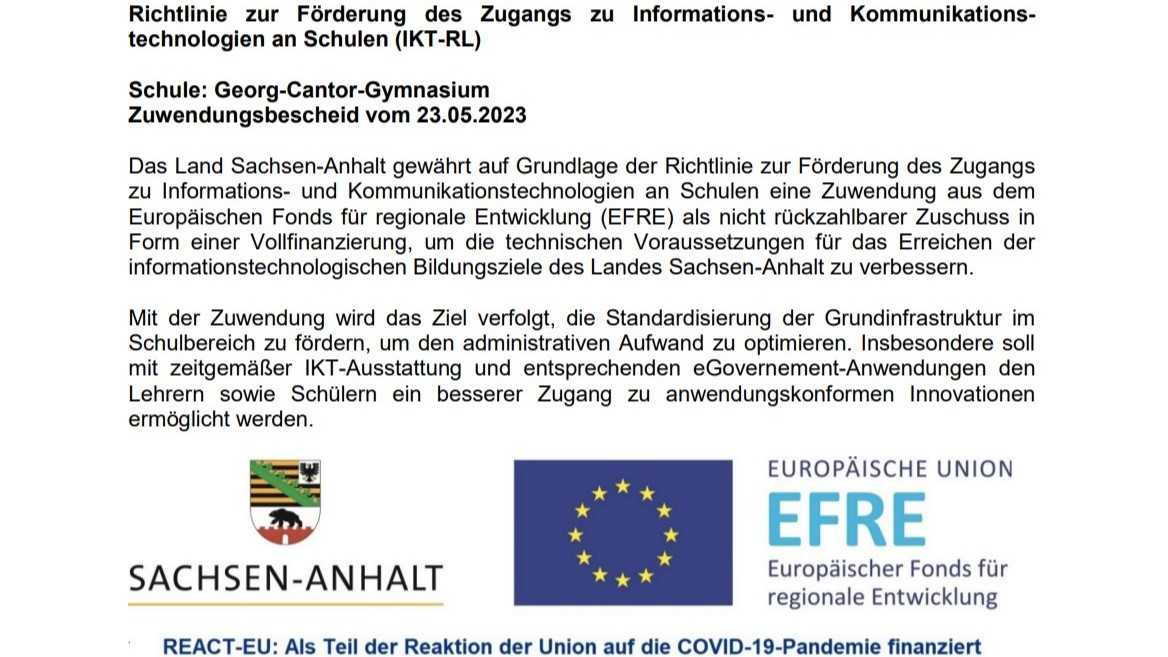 Richtlinie zur Förderung des Zugangs zu Informations- und Kommunikations-
technologien an Schulen (IKT-RL)
Schule: Georg-Cantor-Gymnasium
Zuwendungsbescheid vom 23.05.2023
Das Land Sachsen-Anhalt gewährt auf Grundlage der Richtlinie zur Förderung des Zugangs
zu Informations- und Kommunikationstechnologien an Schulen eine Zuwendung aus dem
Europäischen Fonds für regionale Entwicklung (EFRE) als nicht rückzahlbarer Zuschuss in
Form einer Vollfinanzierung, um die technischen Voraussetzungen für das Erreichen der
informationstechnologischen Bildungsziele des Landes Sachsen-Anhalt zu verbessern.
Mit der Zuwendung wird das Ziel verfolgt, die Standardisierung der Grundinfrastruktur im
Schulbereich zu fördern, um den administrativen Aufwand zu optimieren. Insbesondere soll
mit zeitgemäßer IKT-Ausstattung und entsprechenden eGovernement-Anwendungen den
Lehrern sowie Schülern ein besserer Zugang zu anwendungskonformen Innovationen
ermöglicht werden.
SACHSEN-ANHALT
EUROPÄISCHE UNION
EFRE
Europäischer Fonds für
regionale Entwicklung
REACT-EU: Als Teil der Reaktion der Union auf die COVID-19-Pandemie finanziert